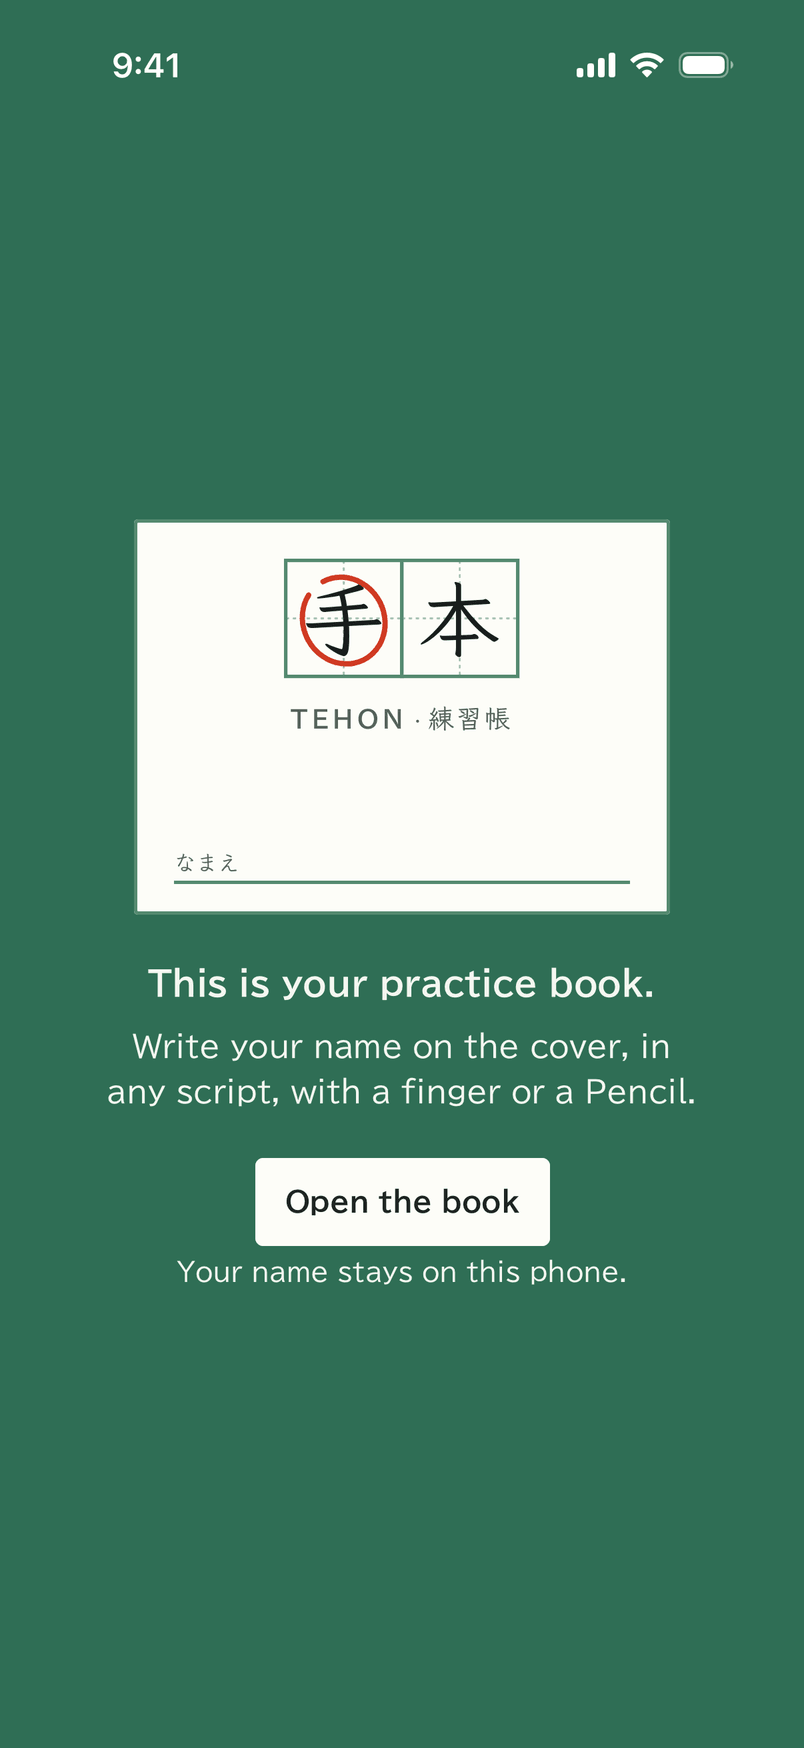 9:41
手本
TEHON · 練習帳
なまえ
This is your practice book.
Write your name on the cover, in
any script, with a finger or a Pencil.
Open the book
Your name stays on this phone.